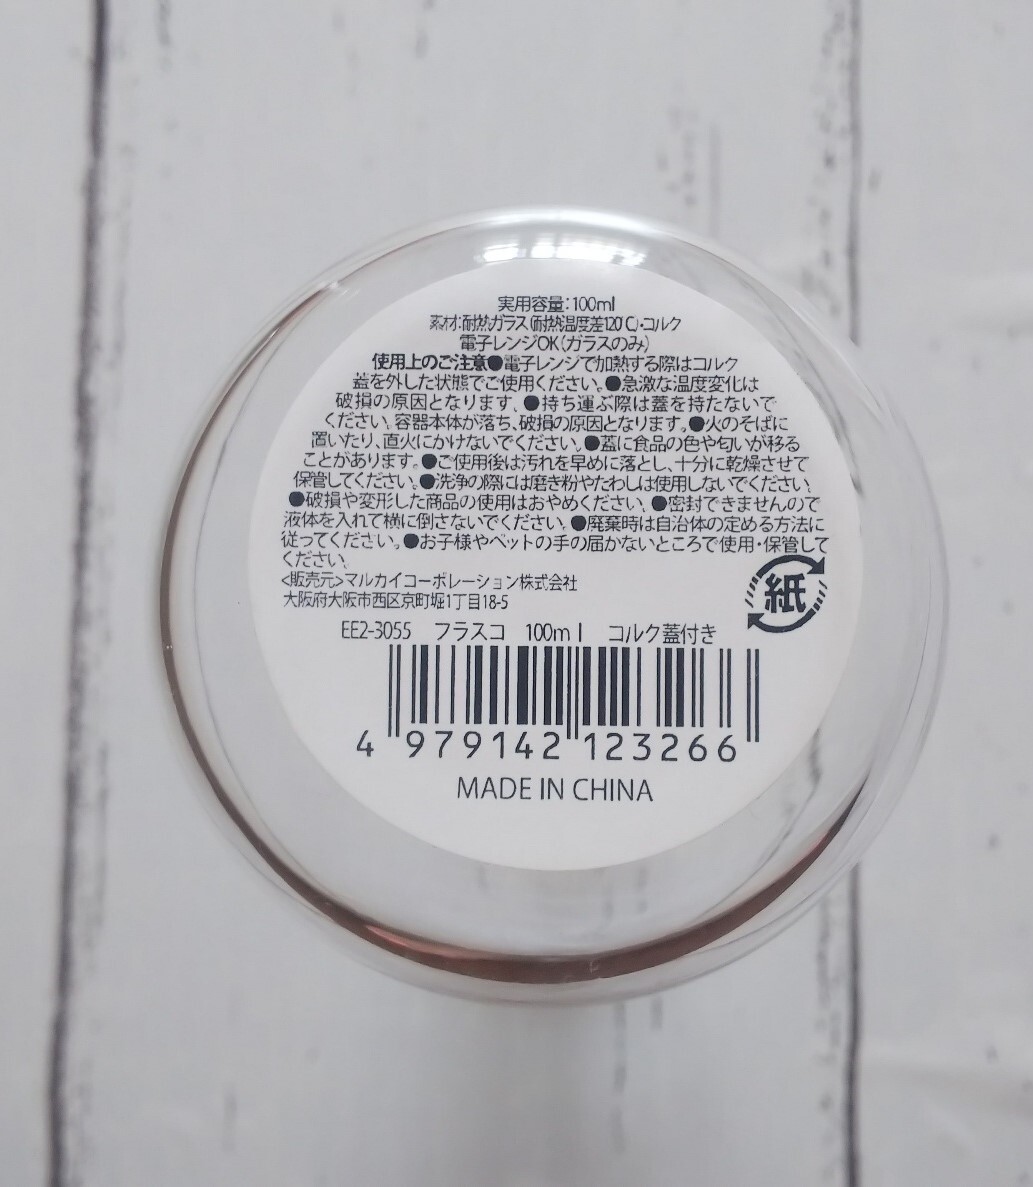 実用容量:100ml
素材:耐熱ガラス(耐熱温度差120℃)・コルク
電子レンジOK(ガラスのみ)
使用上のご注意●電子レンジで加熱する際はコルク
蓋を外した状態でご使用ください。●急激な温度変化は
破損の原因となります、●持ち運ぶ際は蓋を持たないで
ください。容器本体が落ち、破損の原因となります。●火のそばに
置いたり、直火にかけないでください。●蓋に食品の色や匂いが移る
ことがあります。●ご使用後は汚れを早めに落とし、十分に乾燥させて
保管してください。●洗浄の際には磨き粉やたわしは使用しないでください。
●破損や変形した商品の使用はおやめください、●密封できませんので
液体を入れて横に倒さないでください。●廃棄時は自治体の定める方法に
従ってください。●お子様やペットの手の届かないところで使用・保管して
ください。
<販売元>マルカイコーポレーション株式会社
大阪府大阪市西区京町堀1丁目18-5
紙
EE2-3055 フラスコ 100ml コルク蓋付き
4 979142 123266
MADE IN CHINA